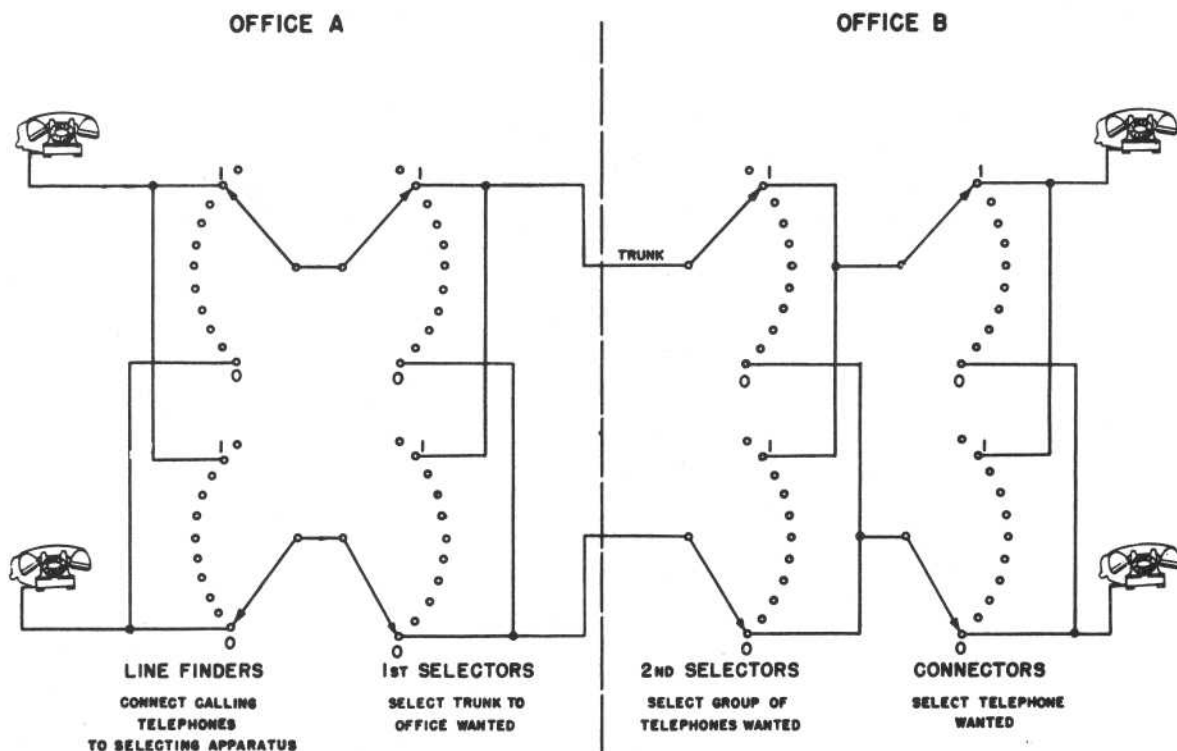 OFFICE A
OFFICE B
1
1
1
1
TRUNK
0
0
0
0
1
1
1
1
0
0
0
0
LINE FINDERS
1ST SELECTORS
2ND SELECTORS
CONNECTORS
CONNECT CALLING
TELEPHONES
TO SELECTING APPARATUS
SELECT TRUNK TO
OFFICE WANTED
SELECT GROUP OF
TELEPHONES WANTED
SELECT TELEPHONE
WANTED